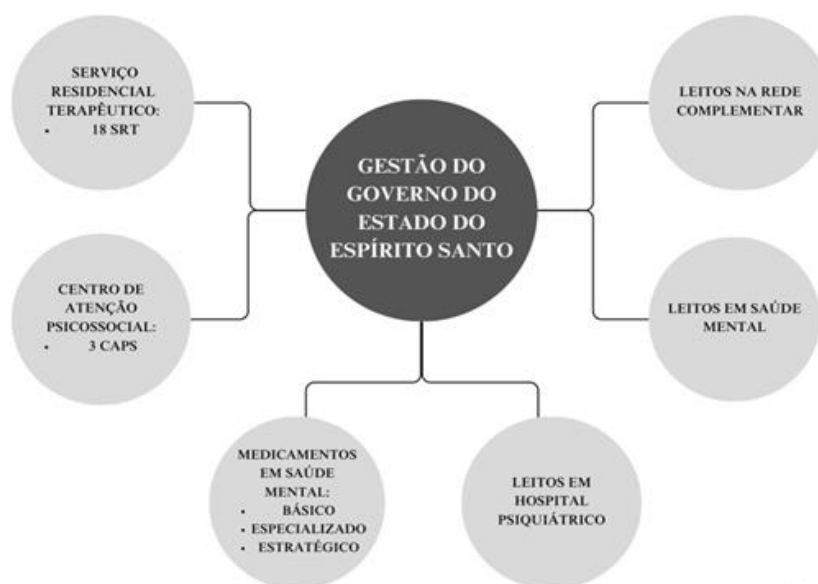 SERVIÇO
RESIDENCIAL
TERAPÊUTICO:
• 18 SRT
LEITOS NA REDE
COMPLEMENTAR
GESTÃO DO
GOVERNO DO
ESTADO DO
ESPÍRITO SANTO
CENTRO DE
ATENÇÃO
PSICOSSOCIAL:
• 3 CAPS
LEITOS EM SAÚDE
MENTAL
MEDICAMENTOS
EM SAÚDE
MENTAL:
• BÁSICO
• ESPECIALIZADO
• ESTRATÉGICO
LEITOS EM
HOSPITAL
PSIQUIÁTRICO